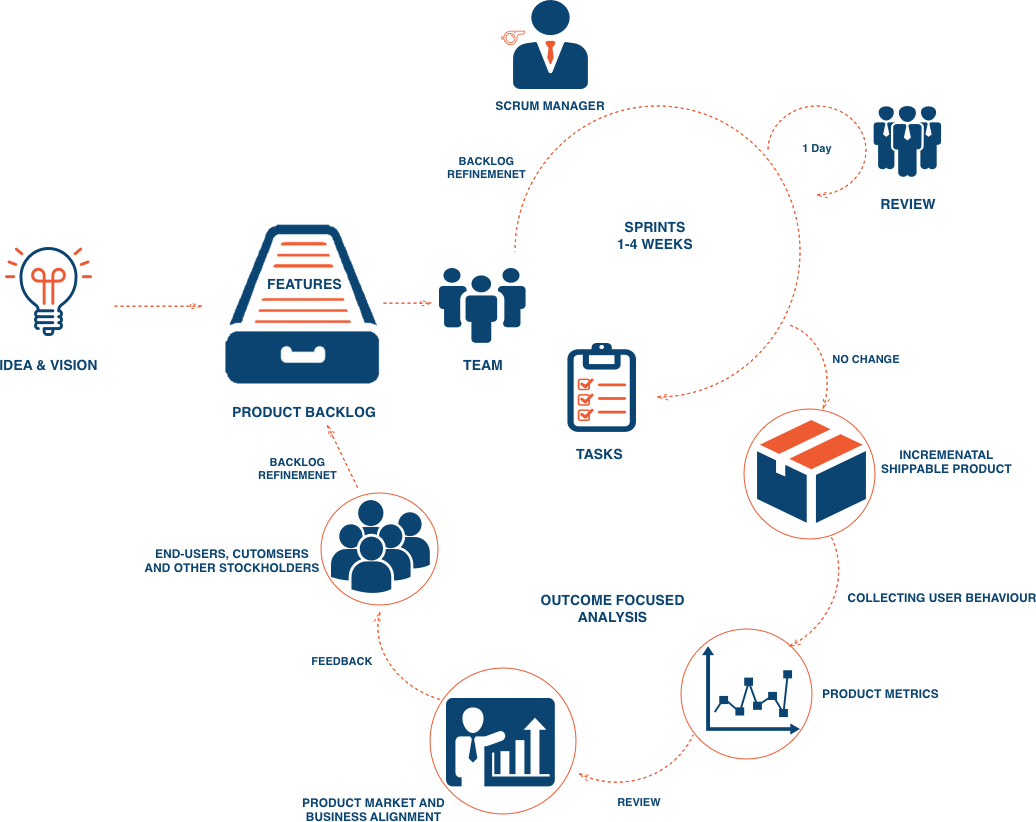 SCRUM MANAGER
BACKLOG
REFINEMENET
1 Day
REVIEW
SPRINTS
1-4 WEEKS
FEATURES
IDEA & VISION
PRODUCT BACKLOG
TEAM
TASKS
NO CHANGE
INCREMENATAL
SHIPPABLE PRODUCT
BACKLOG
REFINEMENET
END-USERS, CUTOMSERS
AND OTHER STOCKHOLDERS
OUTCOME FOCUSED
ANALYSIS
COLLECTING USER BEHAVIOUR
FEEDBACK
PRODUCT METRICS
PRODUCT MARKET AND
BUSINESS ALIGNMENT
REVIEW